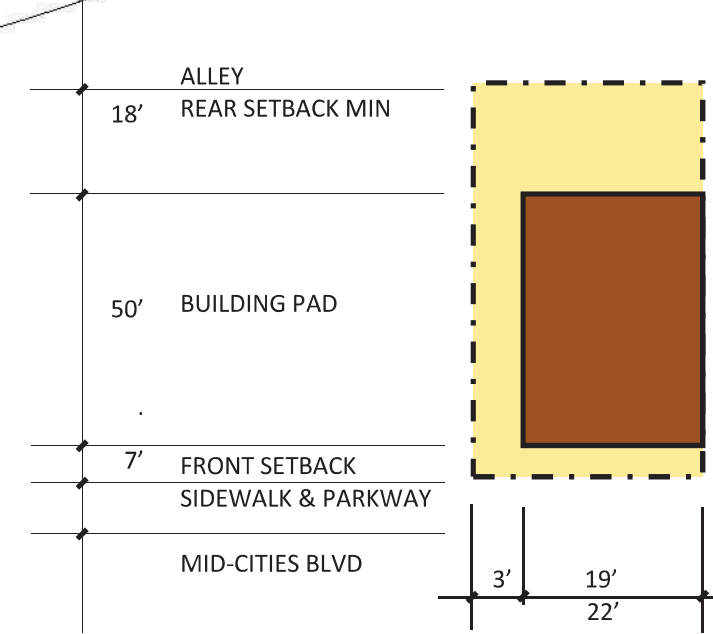 ALLEY
18’ REAR SETBACK MIN
50’ BUILDING PAD
.
7’ FRONT SETBACK
SIDEWALK & PARKWAY
MID-CITIES BLVD
3’ 19’
22’